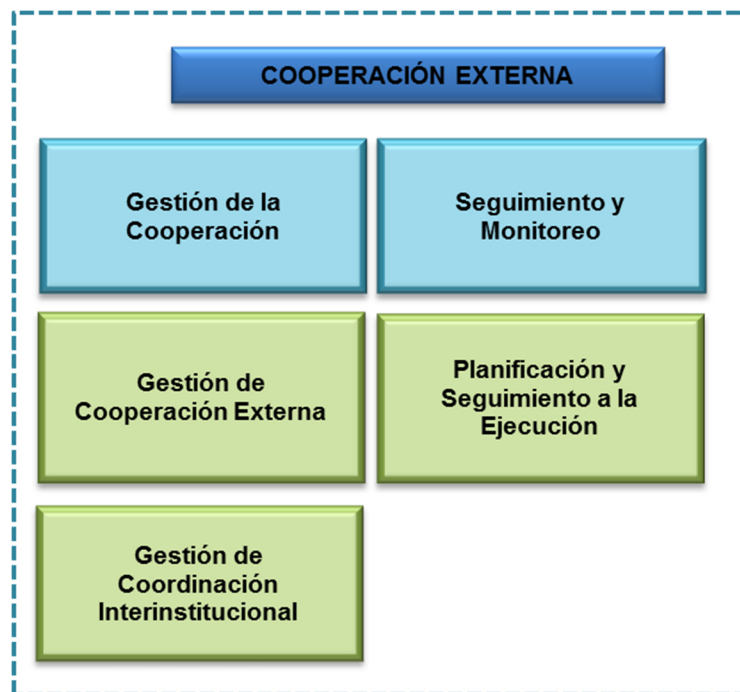 COOPERACIÓN EXTERNA
Gestión de la
Cooperación
Seguimiento y
Monitoreo
Gestión de
Cooperación Externa
Planificación y
Seguimiento a la
Ejecución
Gestión de
Coordinación
Interinstitucional